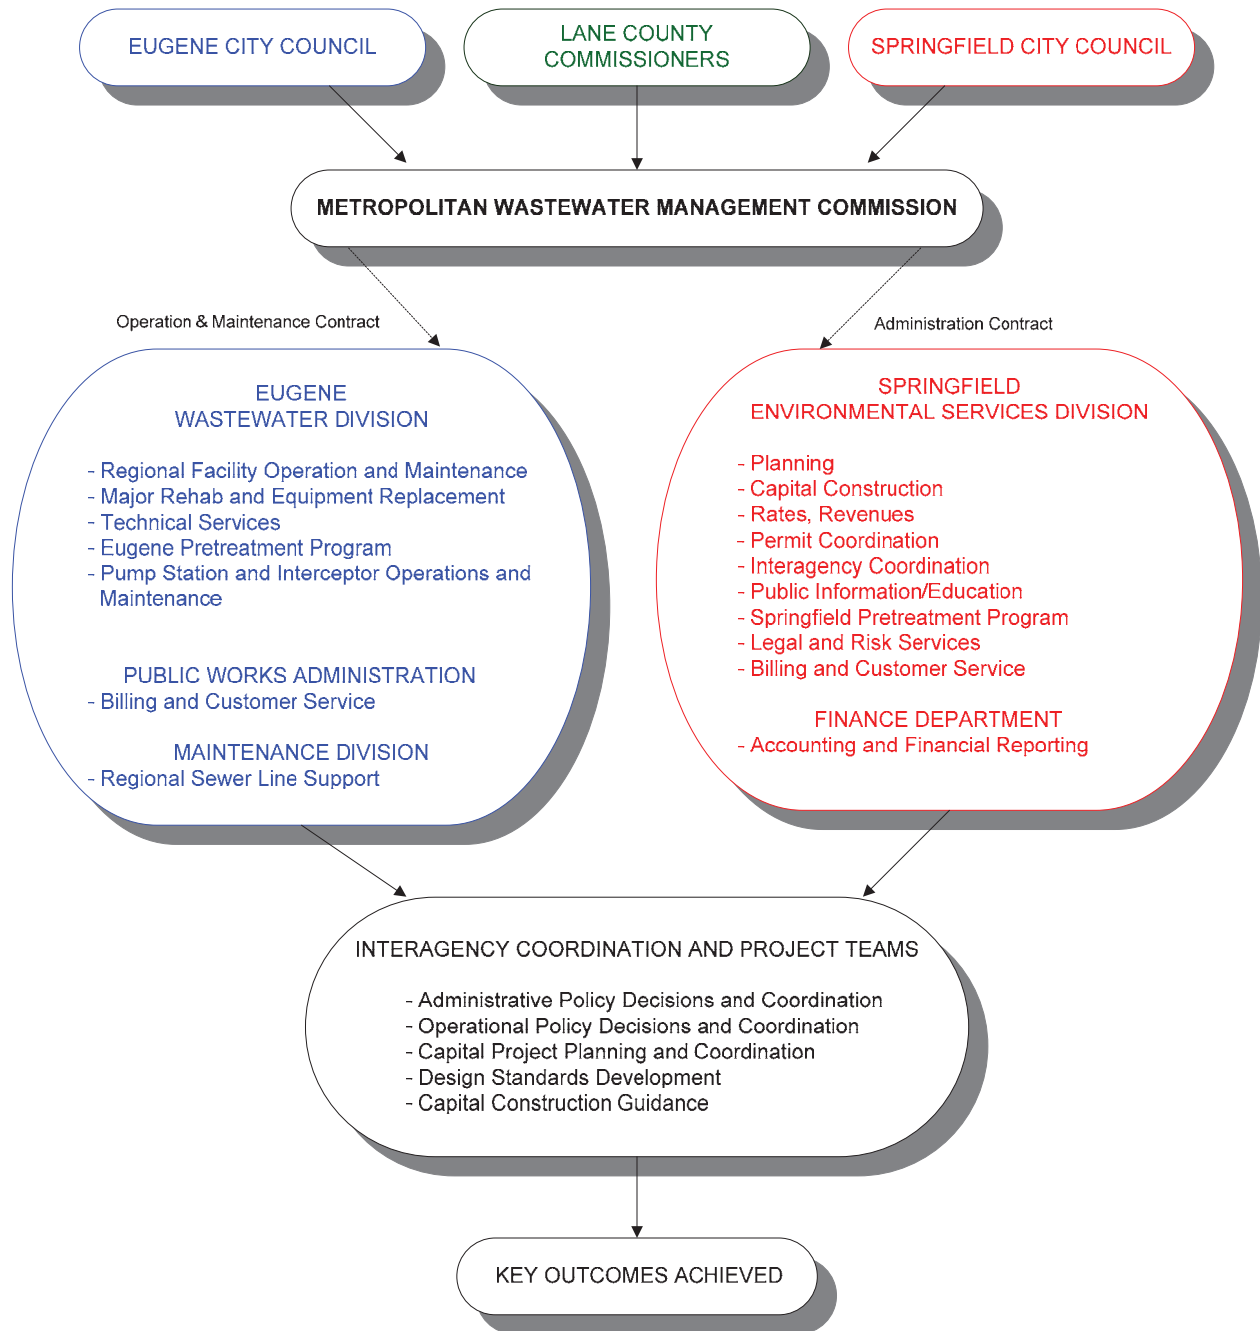 EUGENE CITY COUNCIL
LANE COUNTY
COMMISSIONERS
SPRINGFIELD CITY COUNCIL
METROPOLITAN WASTEWATER MANAGEMENT COMMISSION
Operation & Maintenance Contract
Administration Contract
EUGENE
WASTEWATER DIVISION
- Regional Facility Operation and Maintenance
- Major Rehab and Equipment Replacement
- Technical Services
- Eugene Pretreatment Program
- Pump Station and Interceptor Operations and
Maintenance
PUBLIC WORKS ADMINISTRATION
- Billing and Customer Service
MAINTENANCE DIVISION
- Regional Sewer Line Support
SPRINGFIELD
ENVIRONMENTAL SERVICES DIVISION
- Planning
- Capital Construction
- Rates, Revenues
- Permit Coordination
- Interagency Coordination
- Public Information/Education
- Springfield Pretreatment Program
- Legal and Risk Services
- Billing and Customer Service
FINANCE DEPARTMENT
- Accounting and Financial Reporting
INTERAGENCY COORDINATION AND PROJECT TEAMS
- Administrative Policy Decisions and Coordination
- Operational Policy Decisions and Coordination
- Capital Project Planning and Coordination
- Design Standards Development
- Capital Construction Guidance
KEY OUTCOMES ACHIEVED